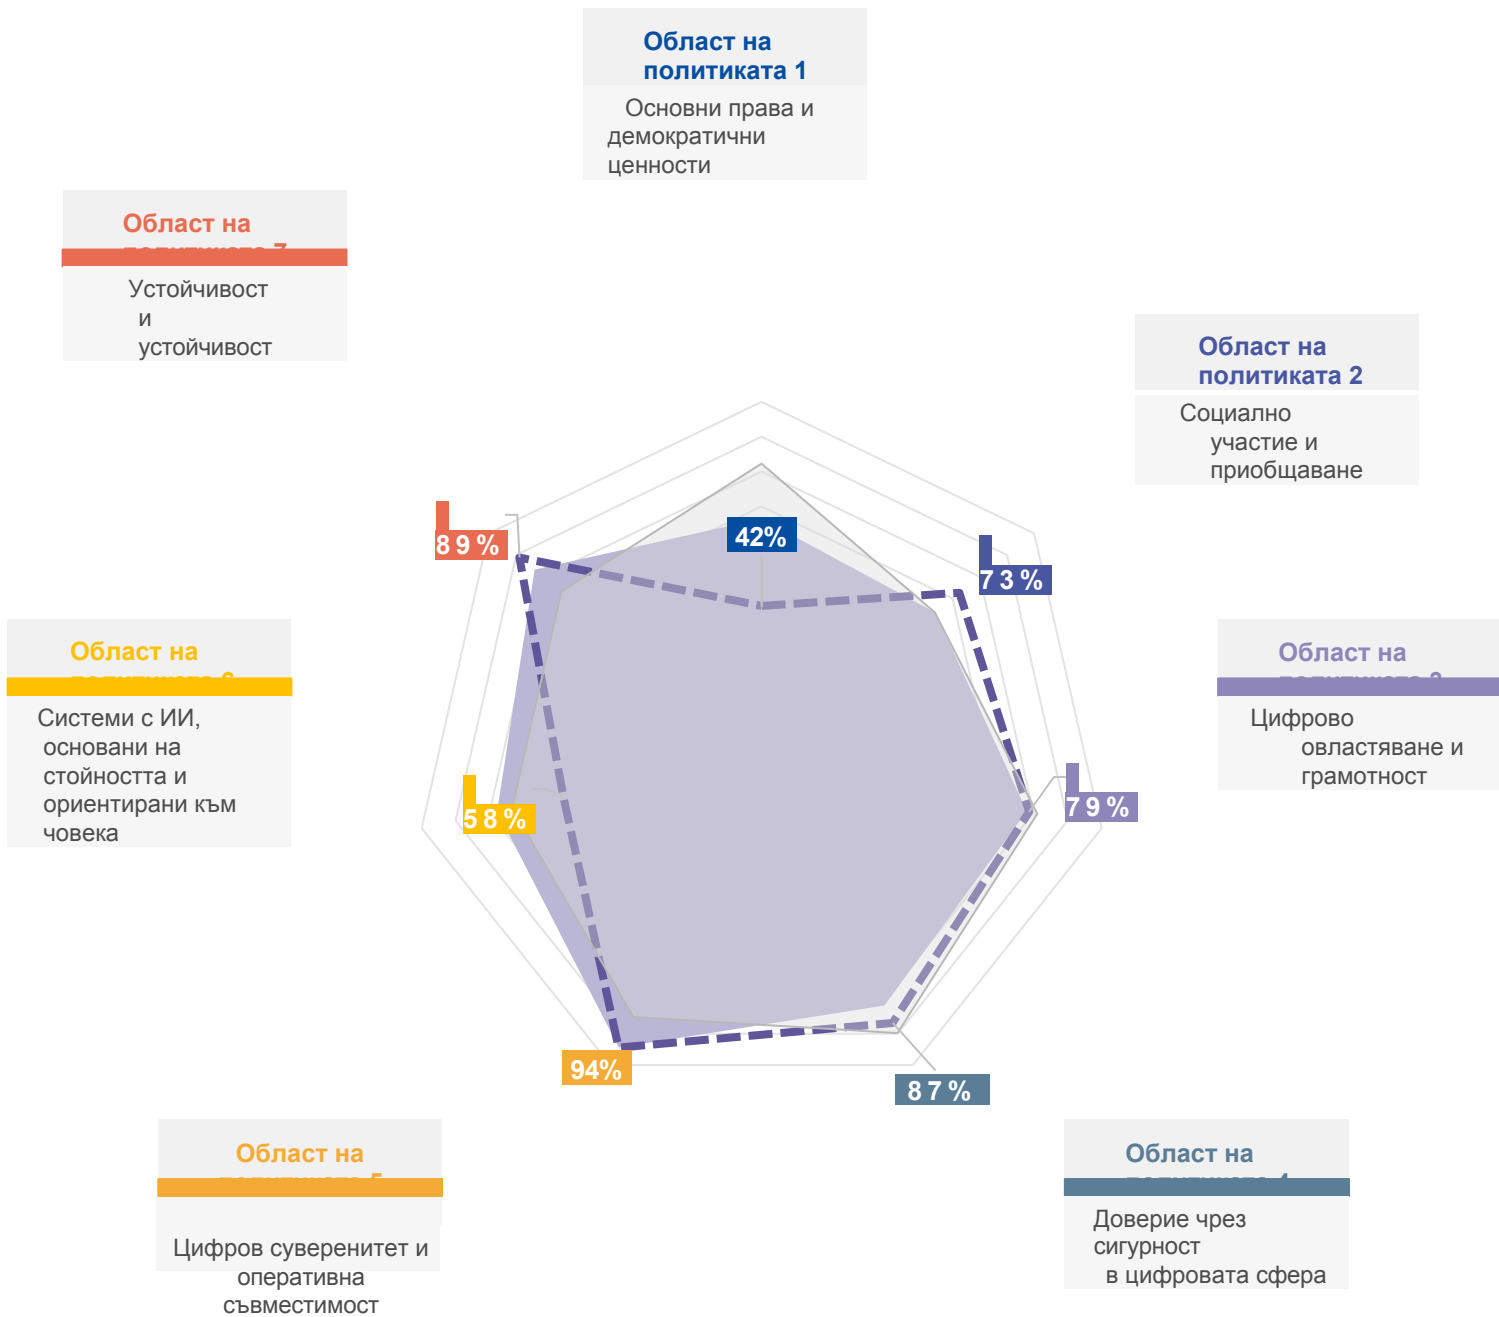 Област на
политиката 1
Основни права и
демократични
ценности
Област на
Устойчивост
и
устойчивост
Област на
политиката 2
Социално
участие и
приобщаване
89%
42%
73%
Област на
Системи с ИИ,
основани на
стойността и
ориентирани към
човека
Област на
Цифрово
овластяване и
грамотност
58%
79%
94%
87%
Област на
Цифров суверенитет и
оперативна
съвместимост
Област на
Доверие чрез
сигурност
в цифровата сфера